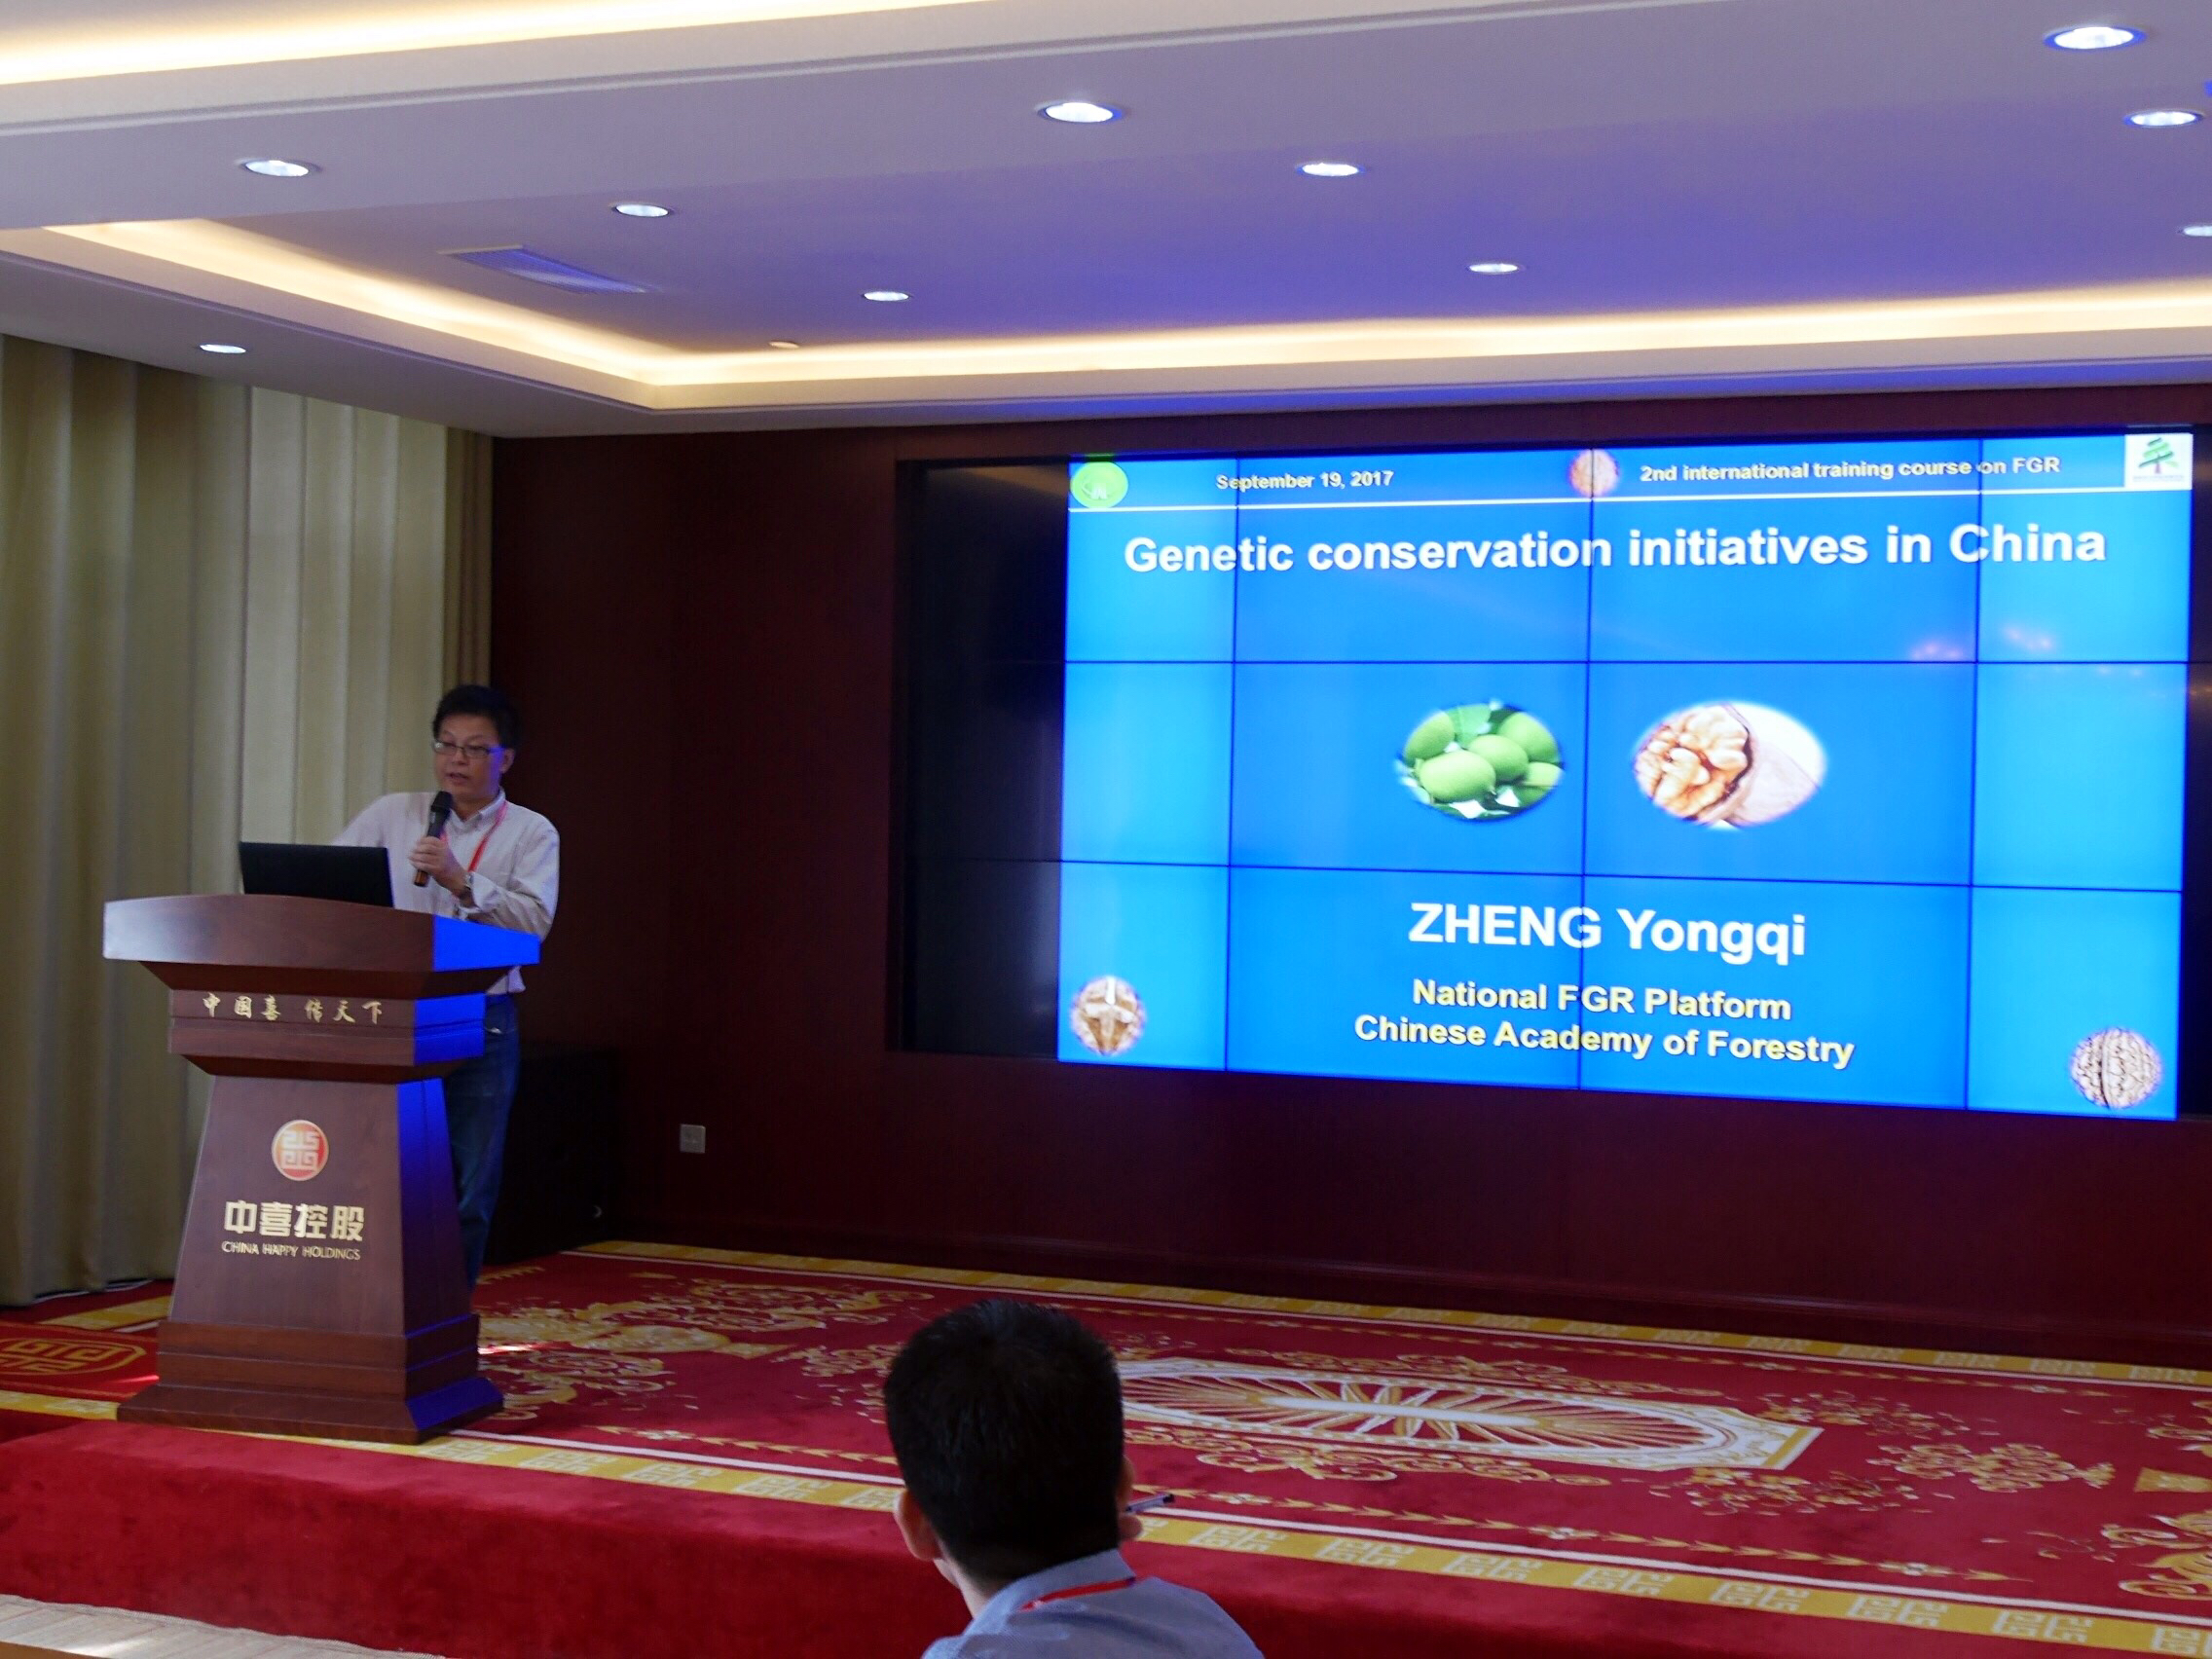 September 19, 2017
2nd international training course on FGR
Genetic conservation initiatives in China
ZHENG Yongqi
National FGR Platform
Chinese Academy of Forestry
中国喜 传天下
中喜控股
CHINA HAPPY HOLDINGS